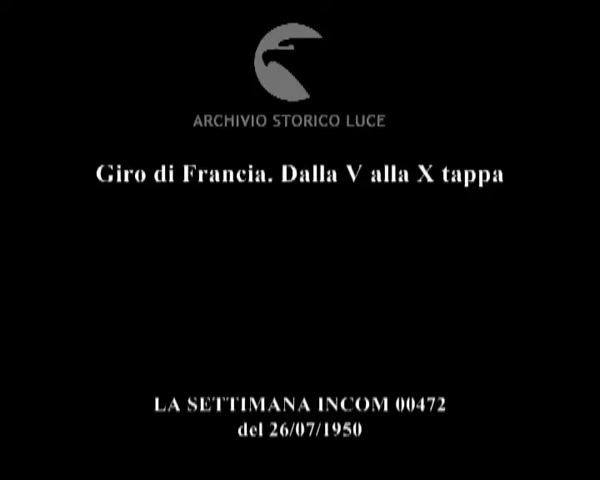 ARCHIVIO STORICO LUCE
Giro di Francia. Dalla V alla X tappa
LA SETTIMANA INCOM 00472
del 26/07/1950